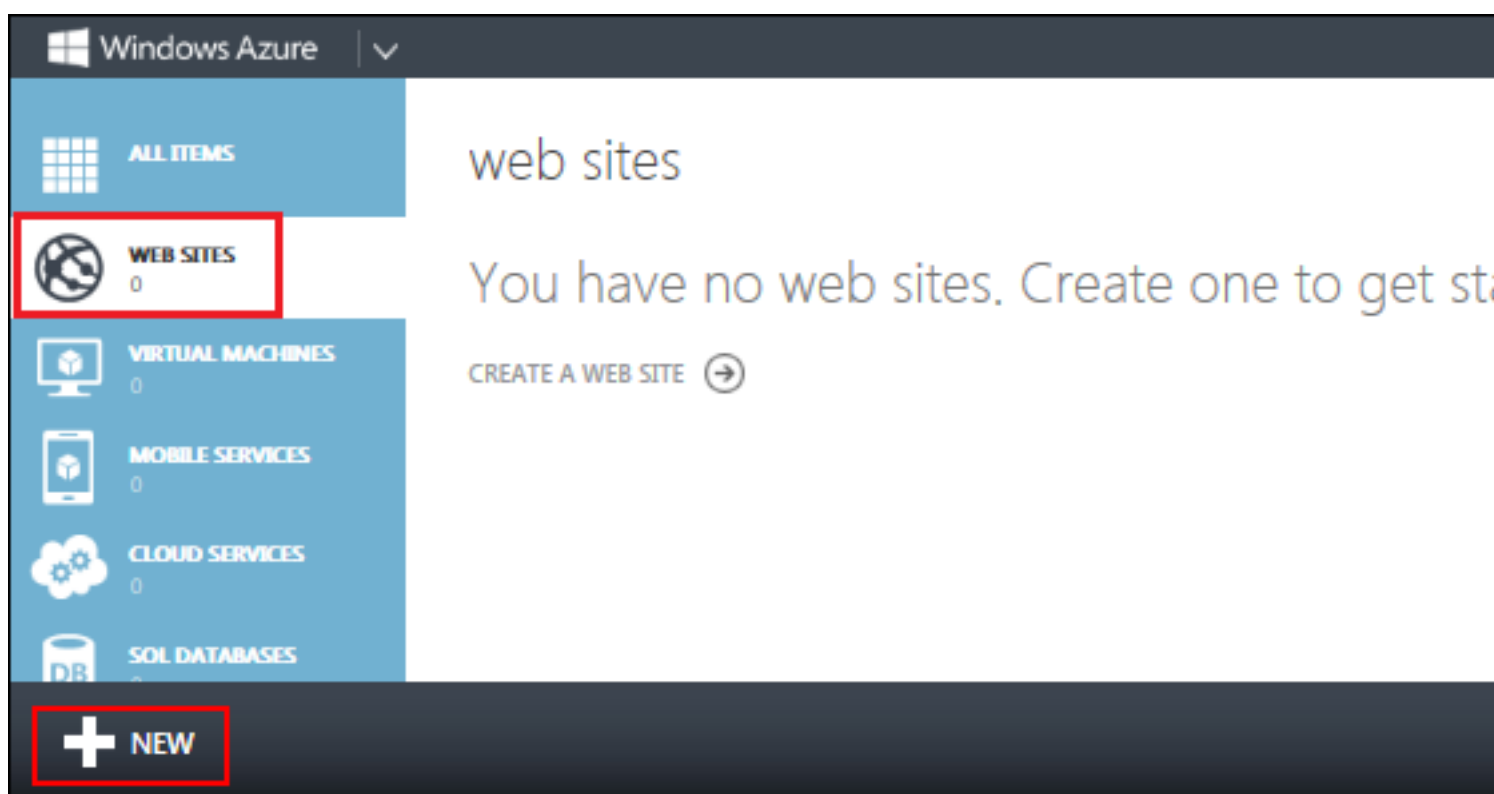 Windows Azure
ALL ITEMS
WEB SITES
0
VIRTUAL MACHINES
0
MOBILE SERVICES
0
CLOUD SERVICES
0
DB
SQL DATABASES
web sites
You have no web sites. Create one to get sta
CREATE A WEB SITE
NEW